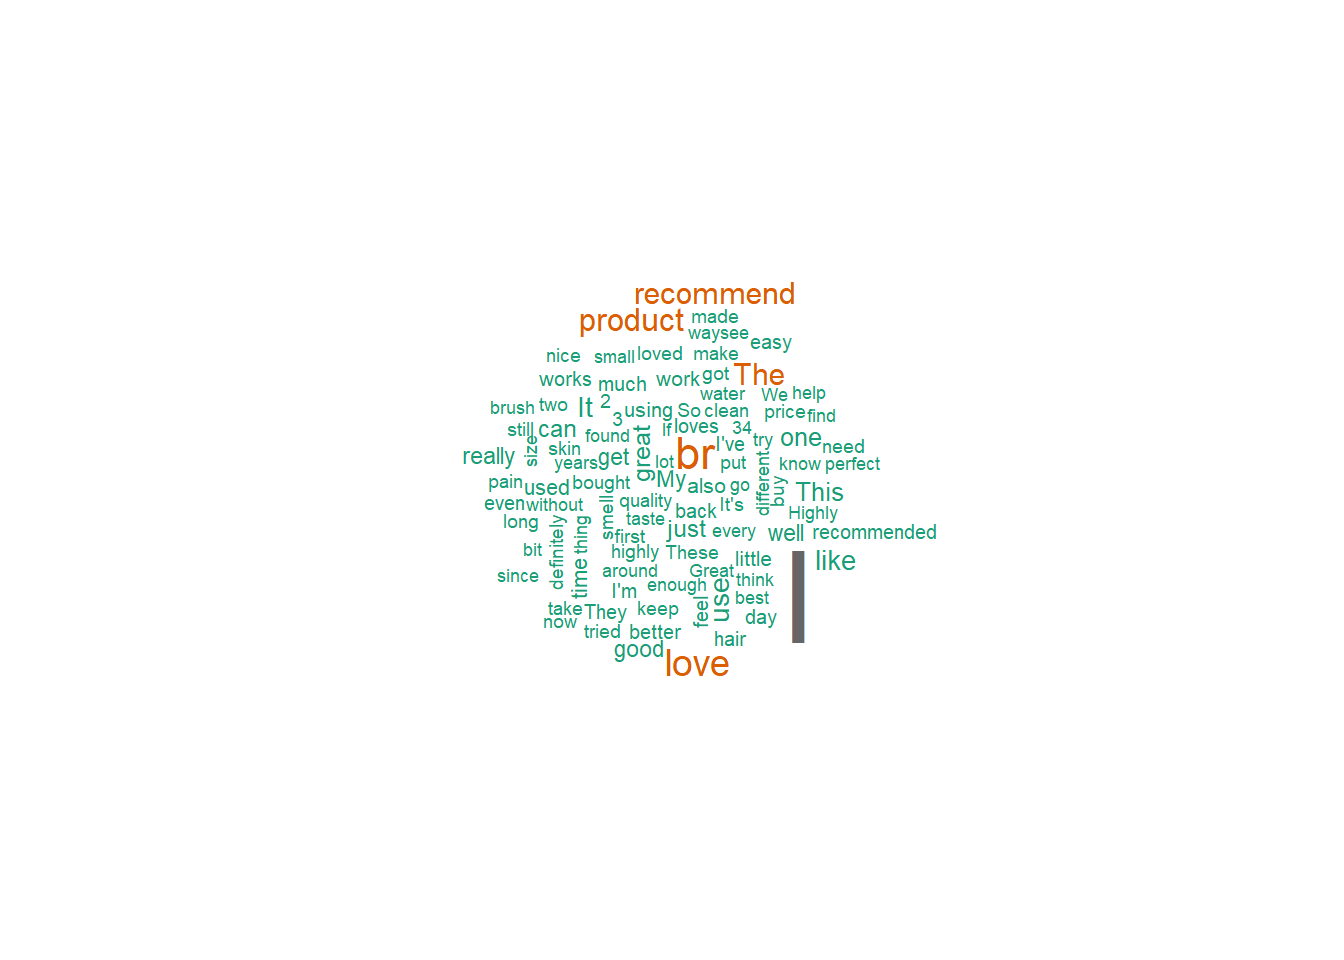 recommend
product made
waysee
easy
nice small loved make
works much work got The
water We help
brush two It 2 3 using So clean price find
still can found great If loves 34 try one need
really size skin br I've
years get lot put different know perfect
pain used bought My also go buy This
even without smell quality back It's Highly
long taste just every well recommended
bit definitely time thing first highly These little I like
since around Great think
I'm enough use best
take They keep feel day
now tried better hair
good love